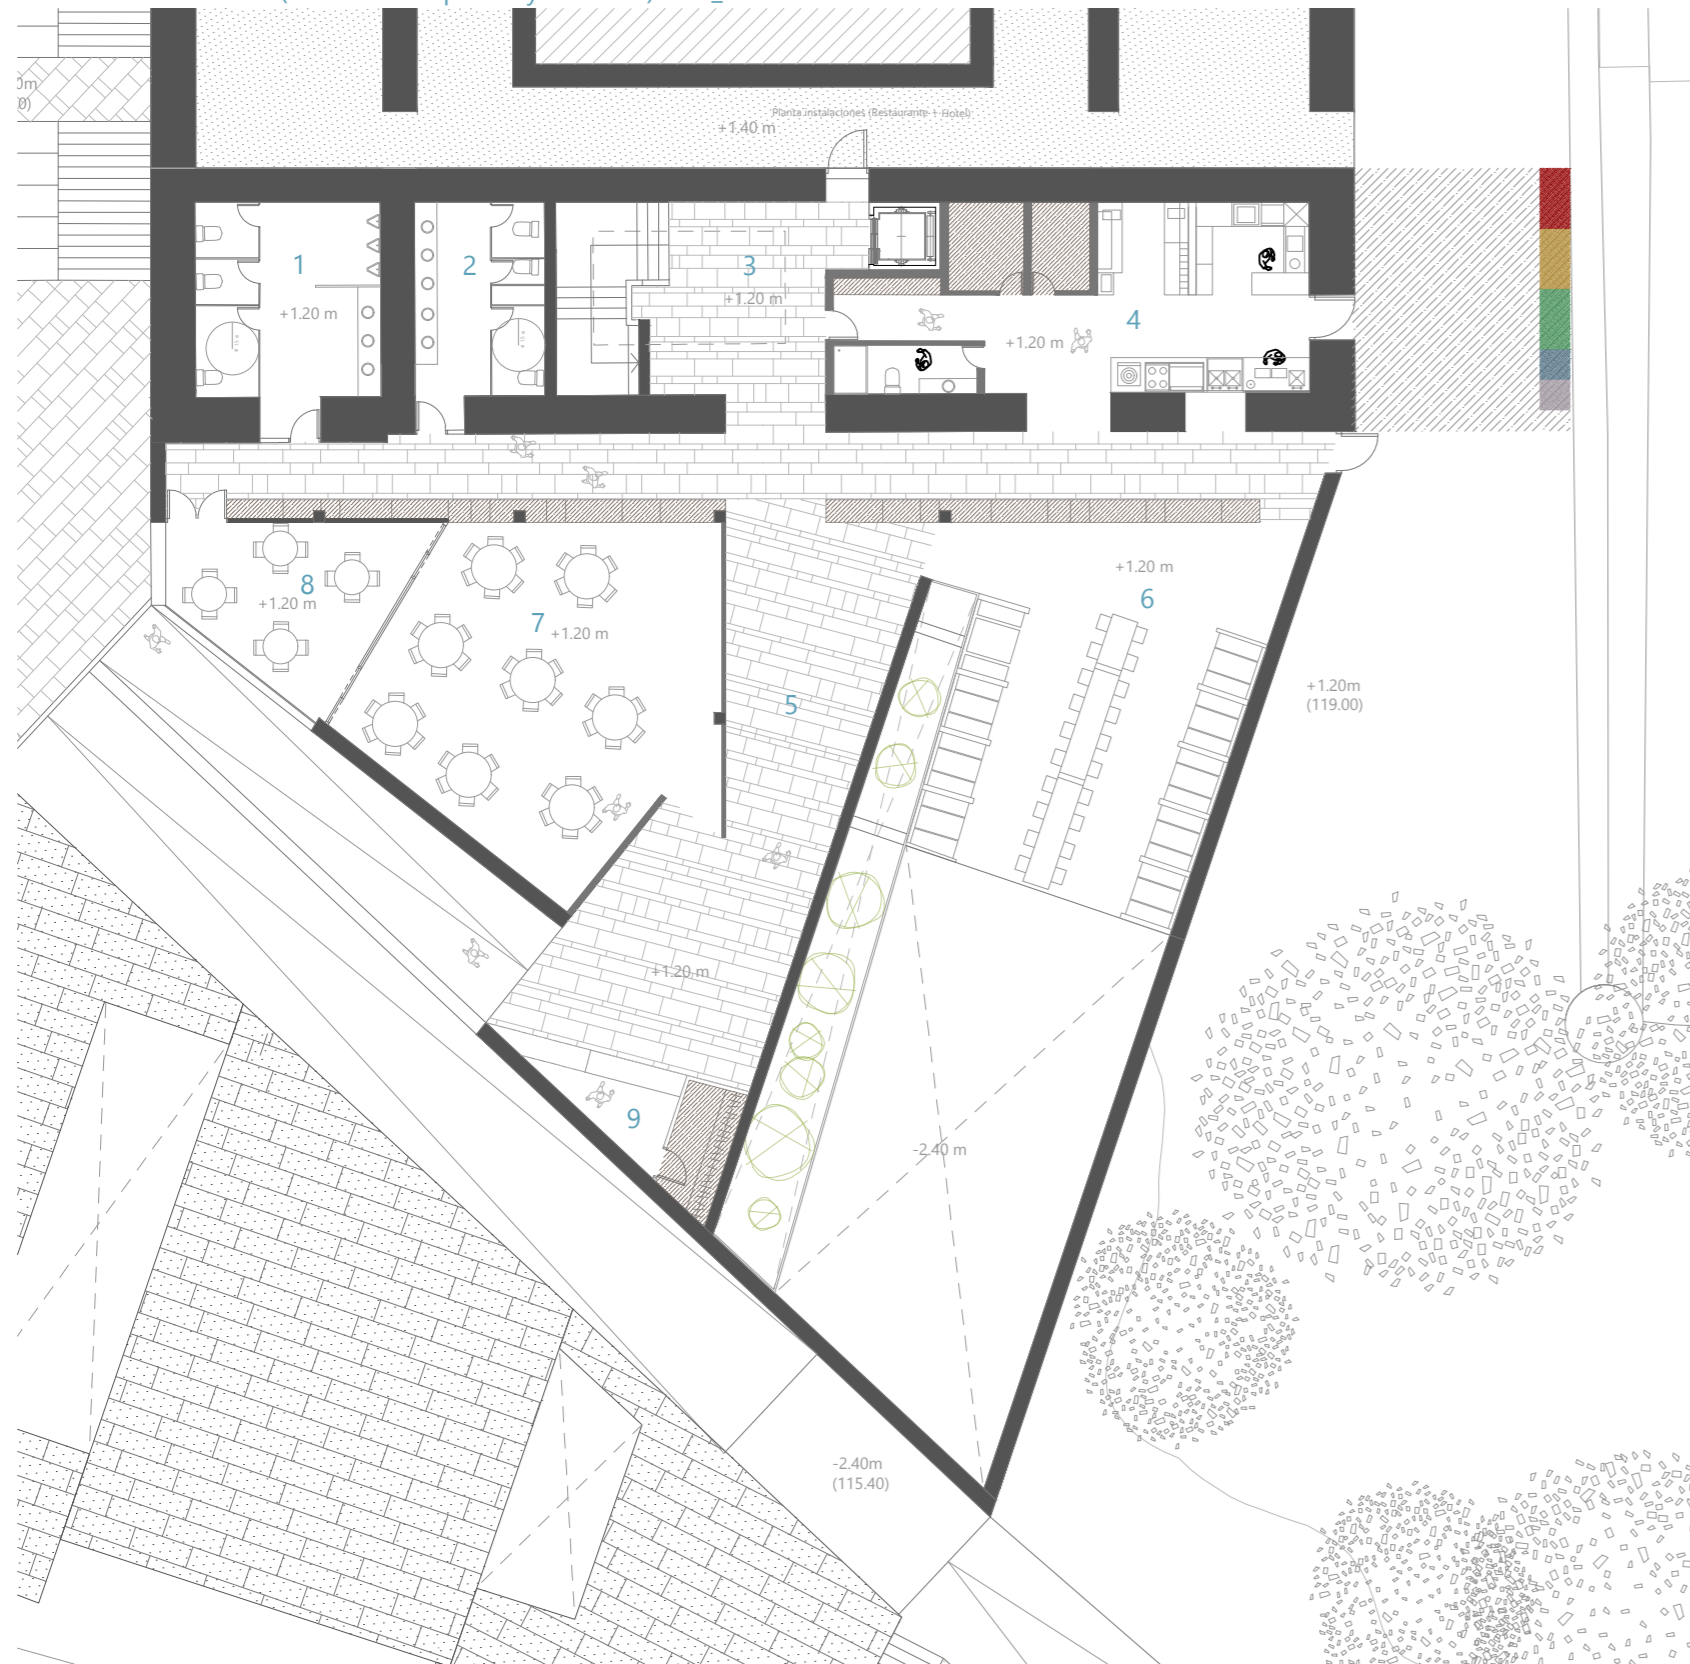 Planta instalaciones (Restaurante + Hotel)
+1.40 m
1
+1.20 m
2
3
+1.20 m
4
+1.20 m
5
+1.20 m
6
+1.20 m
7
+1.20 m
8
+1.20 m
9
+1.20m
(119.00)
-2.40 m
-2.40m
(115.40)